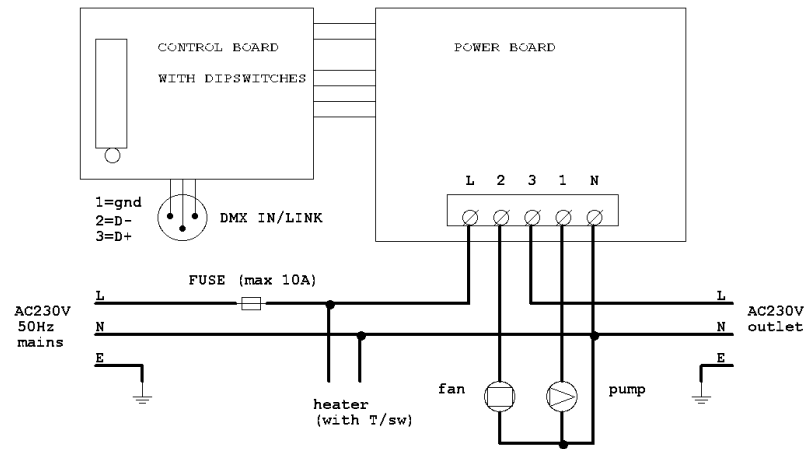 CONTROL BOARD
WITH DIPSWITCHES
POWER BOARD
L 2 3 1 N
1=gnd
2=D-
3=D+
DMX IN/LINK
FUSE (max 10A)
AC230V
50Hz
mains
L
N
E
L
N
E
AC230V
outlet
fan
pump
heater
(with T/sw)